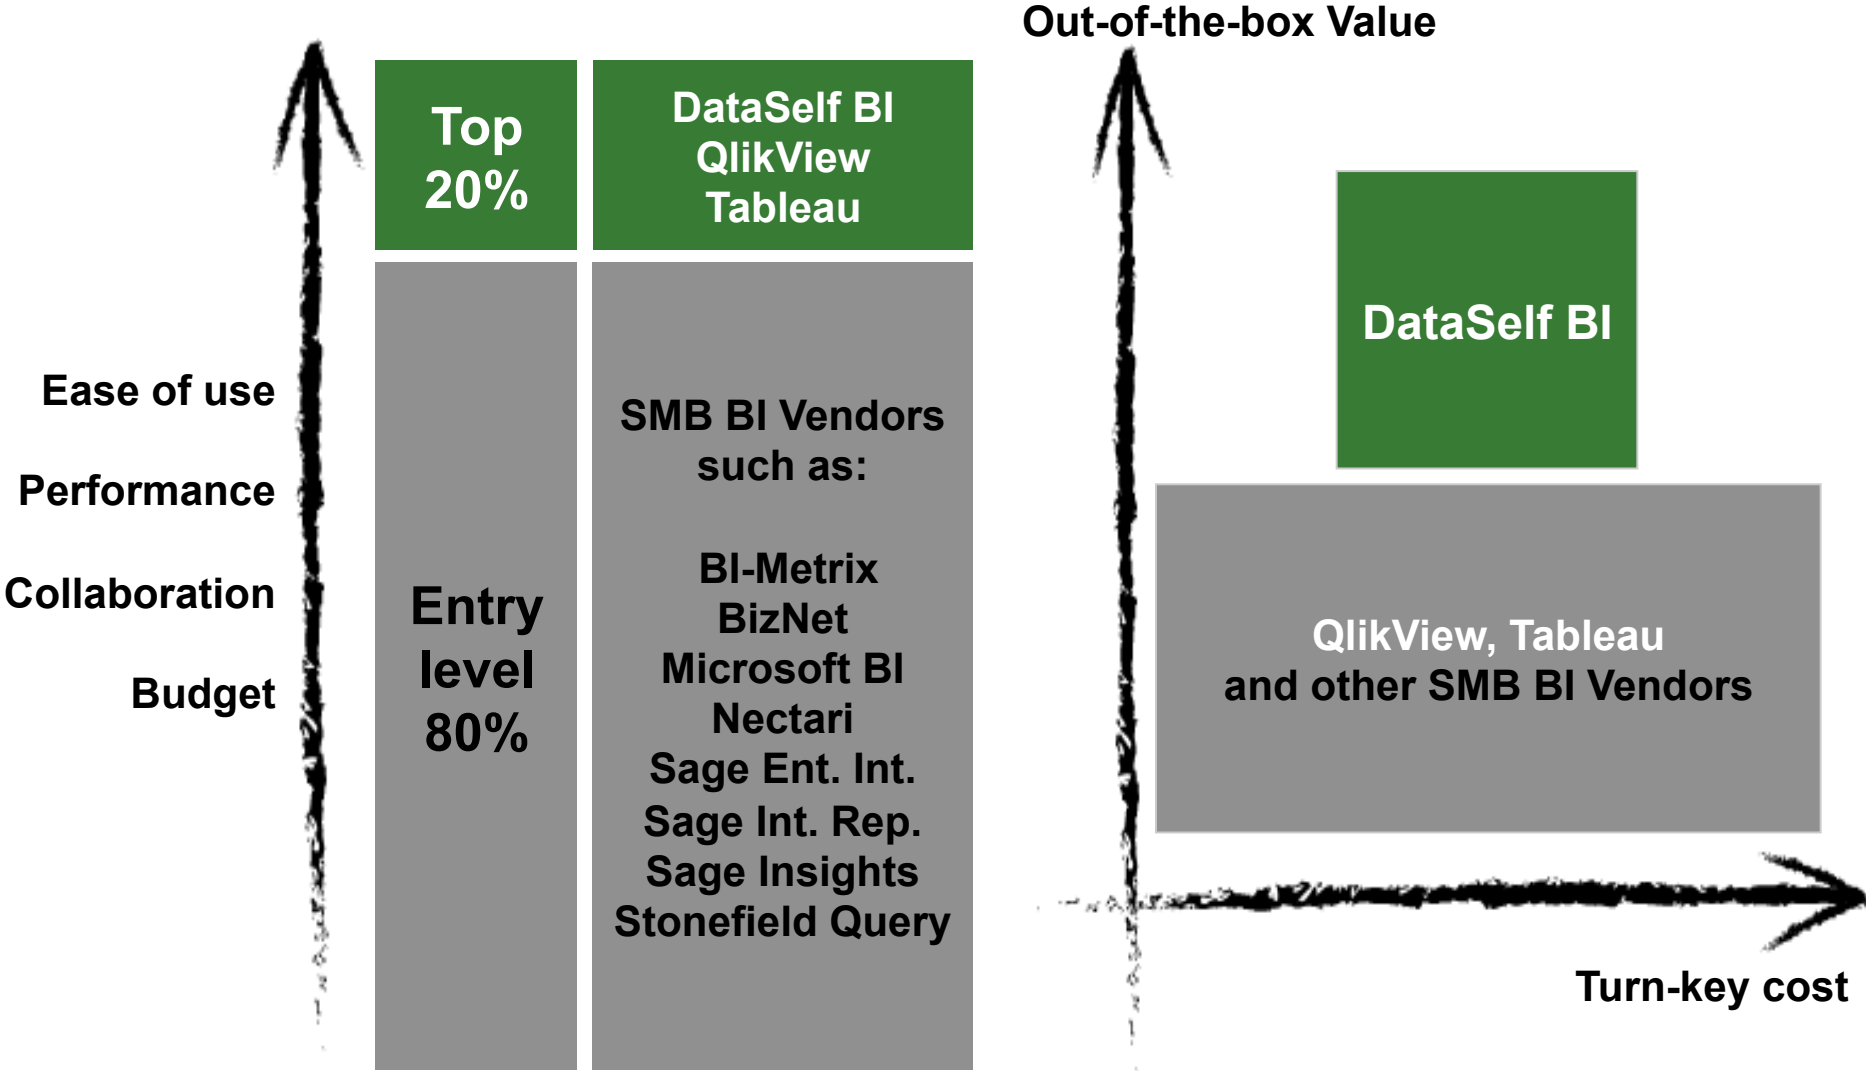 Out-of-the-box Value
Top
20%
DataSelf BI
QlikView
Tableau
Ease of use
Performance
Collaboration
Budget
Entry
level
80%
SMB BI Vendors
such as:
BI-Metrix
BizNet
Microsoft BI
Nectari
Sage Ent. Int.
Sage Int. Rep.
Sage Insights
Stonefield Query
DataSelf BI
QlikView, Tableau
and other SMB BI Vendors
Turn-key cost